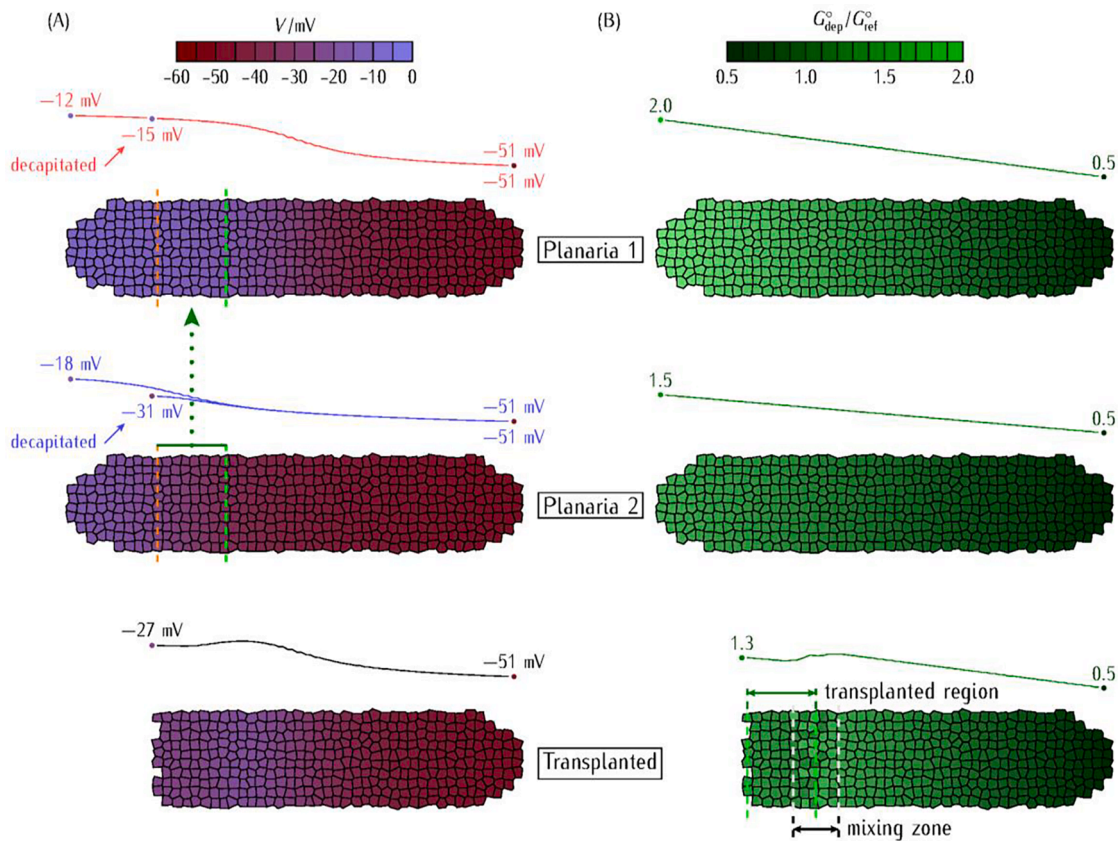 (A)
V/mV
-60 -50 -40 -30 -20 -10 0
(B)
G°dep/G°ref
0.5 1.0 1.5 2.0
−12 mV
−15 mV
decapitated
−51 mV
−51 mV
2.0
0.5
Planaria 1
−18 mV
−31 mV
decapitated
−51 mV
−51 mV
1.5
0.5
Planaria 2
−27 mV
−51 mV
1.3
0.5
transplanted region
Transplanted
mixing zone